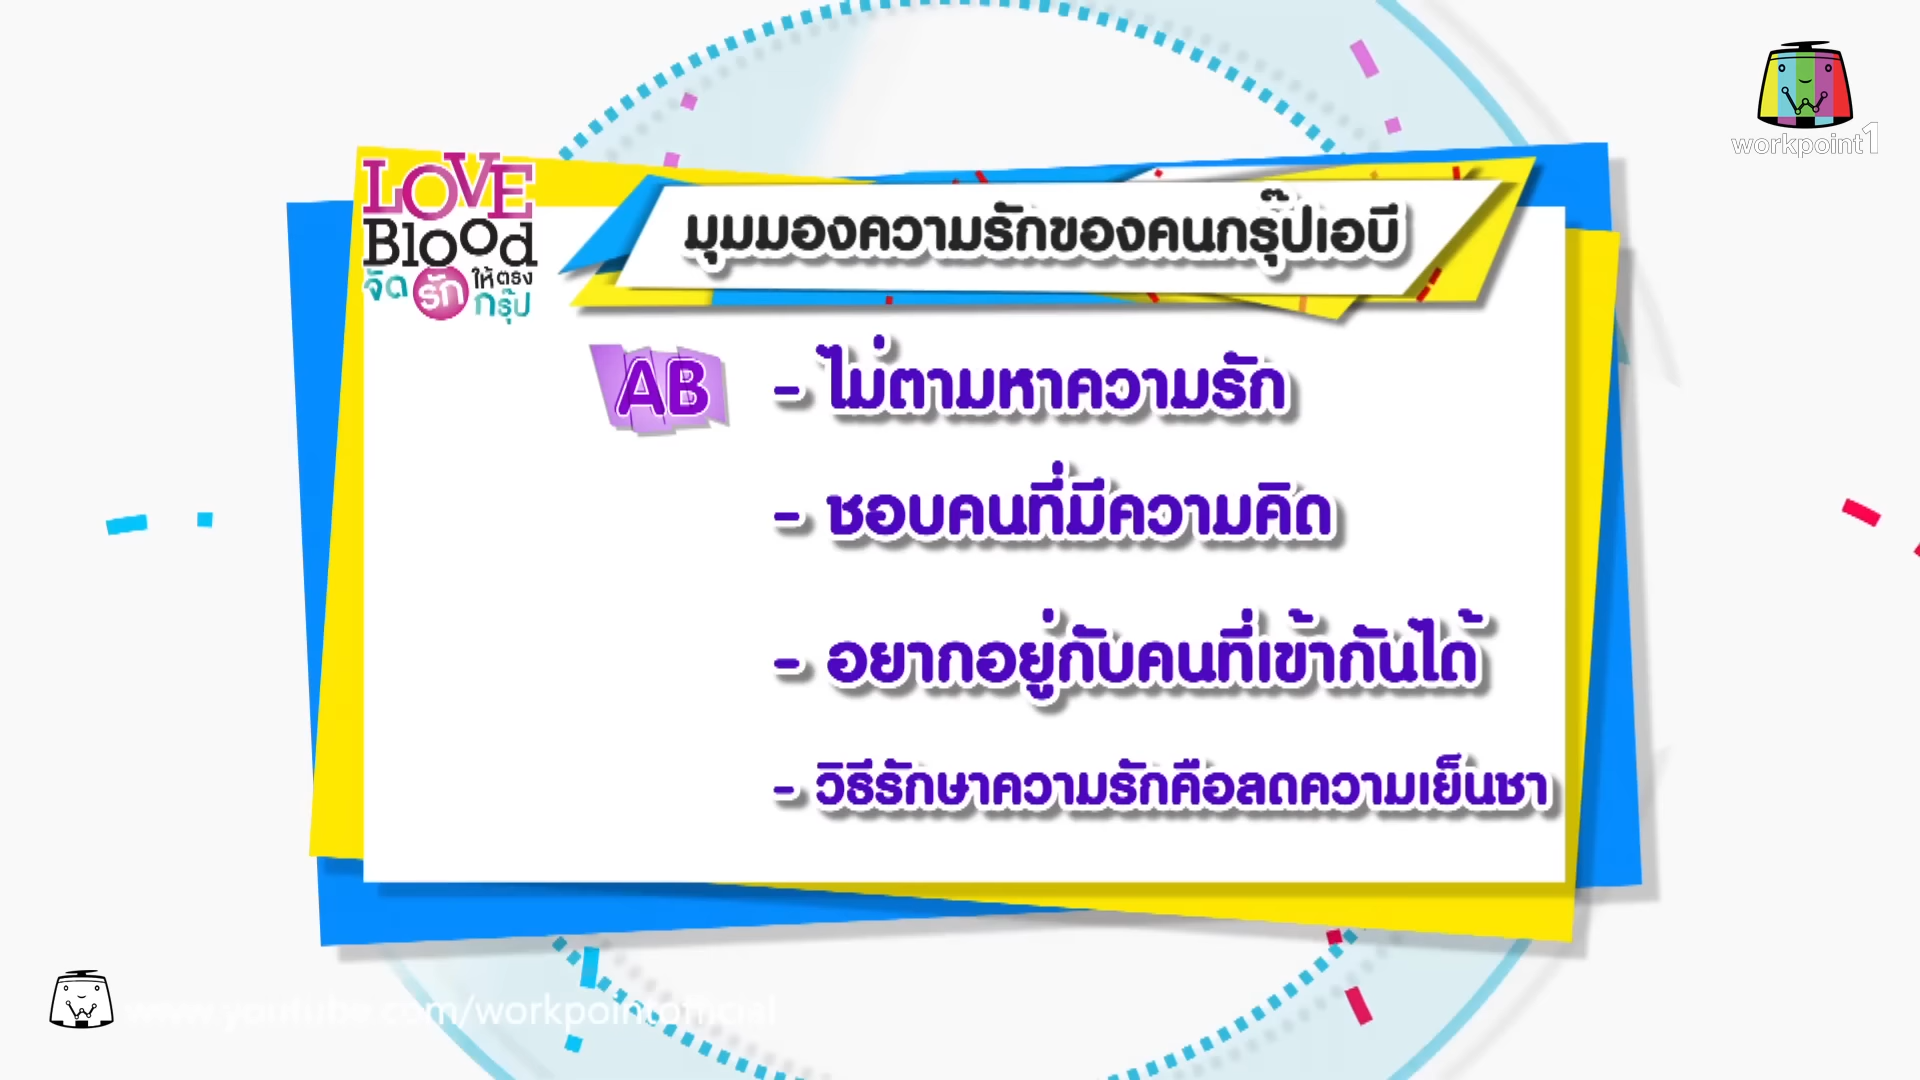 workpoint1
LOVE
Blood
จัดรักให้ตรง
กรุ๊ป
มุมมองความรักของคนกรุ๊ปเอบี
AB - ไม่ตามหาความรัก
- ชอบคนที่มีความคิด
- อยากอยู่กับคนที่เข้ากันได้
- วิธีรักษาความรักคือลดความเย็นชา
www.youtube.com/workpointofficial